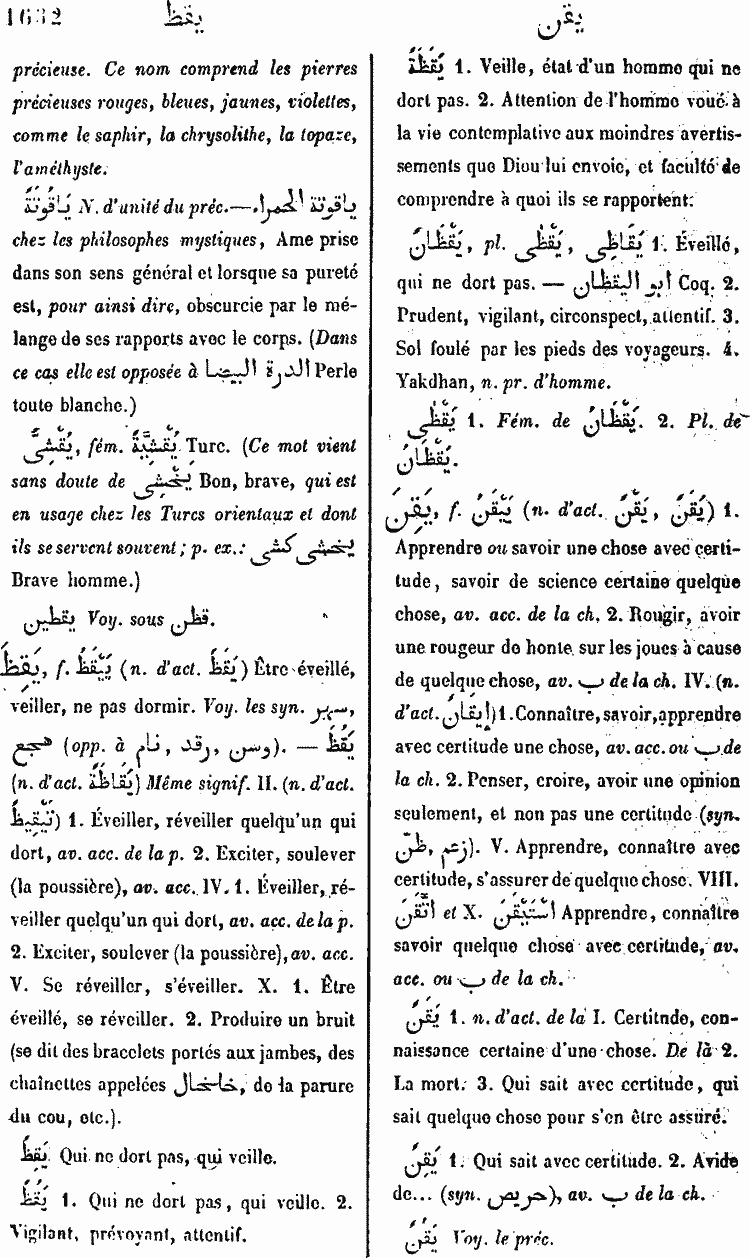 1632 يقظ يقن
précieuse. Ce nom comprend les pierres
précieuses rouges, bleues, jaunes, violettes,
comme le saphir, la chrysolithe, la topaze,
l'améthyste.
يَاقُوتَةٌ N. d'unité du préc.—ياقوتة الحمراء.
chez les philosophes mystiques, Ame prise
dans son sens général et lorsque sa pureté
est, pour ainsi dire, obscurcie par le mé-
lange de ses rapports avec le corps. (Dans
ce cas elle est opposée à الدرة البيضا Perle
toute blanche.)
يَقْشِىٌّ, fém. يَقْشِيَّةٌ Turc. (Ce mot vient
sans doute de يَخْشِى Bon, brave, qui est
en usage chez les Turcs orientaux et dont
ils se servent souvent; p. ex.: يخشى كشى
Brave homme.)
يقطين Voy. sous قطن.
يَقِظَ, f. يَيْقَظُ (n. d'act. يَقَظٌ) Être éveillé,
veiller, ne pas dormir. Voy. les syn. سهر,
هجع (opp. à نام, رقد, وسن). — يَقُظَ
(n. d'act. يَقَاظَةٌ) Même signif. II. (n. d'act.
تَيْقِيظٌ) 1. Éveiller, réveiller quelqu'un qui
dort, av. acc. de la p. 2. Exciter, soulever
(la poussière), av. acc. IV. 1. Éveiller, ré-
veiller quelqu'un qui dort, av. acc. de la p.
2. Exciter, soulever (la poussière), av. acc.
V. Se réveiller, s'éveiller. X. 1. Être
éveillé, se réveiller. 2. Produire un bruit
(se dit des bracelets portés aux jambes, des
chaînettes appelées خلخال, de la parure
du cou, etc.).
يَقِظٌ Qui ne dort pas, qui veille.
يَقُظٌ 1. Qui ne dort pas, qui veille. 2.
Vigilant, prévoyant, attentif.
يَقَظَةٌ 1. Veille, état d'un homme qui ne
dort pas. 2. Attention de l'homme voué à
la vie contemplative aux moindres avertis-
sements que Dieu lui envoie, et faculté de
comprendre à quoi ils se rapportent.
يَقْظَانُ, pl. يَقْظَى, يَقَاظِى 1. Éveillé,
qui ne dort pas. — ابو اليقظان Coq. 2.
Prudent, vigilant, circonspect, attentif. 3.
Sol foulé par les pieds des voyageurs. 4.
Yakdhan, n. pr. d'homme.
يَقْظَى 1. Fém. de يَقْظَانُ. 2. Pl. de
يَقْظَانُ.
يَقِنَ, f. يَيْقَنُ (n. d'act. يَقْنٌ, يَقَنٌ) 1.
Apprendre ou savoir une chose avec certi-
tude, savoir de science certaine quelque
chose, av. acc. de la ch. 2. Rougir, avoir
une rougeur de honte sur les joues à cause
de quelque chose, av. ب de la ch. IV. (n.
d'act. إِيقَانٌ) 1. Connaître, savoir, apprendre
avec certitude une chose, av. acc. ou ب de
la ch. 2. Penser, croire, avoir une opinion
seulement, et non pas une certitude (syn.
زعم, ظنّ). V. Apprendre, connaître avec
certitude, s'assurer de quelque chose. VIII.
اتَّقَنَ et X. اسْتَيْقَنَ Apprendre, connaître
savoir quelque chose avec certitude, av.
acc. ou ب de la ch.
يَقْنٌ 1. n. d'act. de la I. Certitude, con-
naissance certaine d'une chose. De là 2.
La mort. 3. Qui sait avec certitude, qui
sait quelque chose pour s'en être assuré.
يَقِنٌ 1. Qui sait avec certitude. 2. Avide
de... (syn. حريص), av. ب de la ch.
يَقُنٌ Voy. le préc.